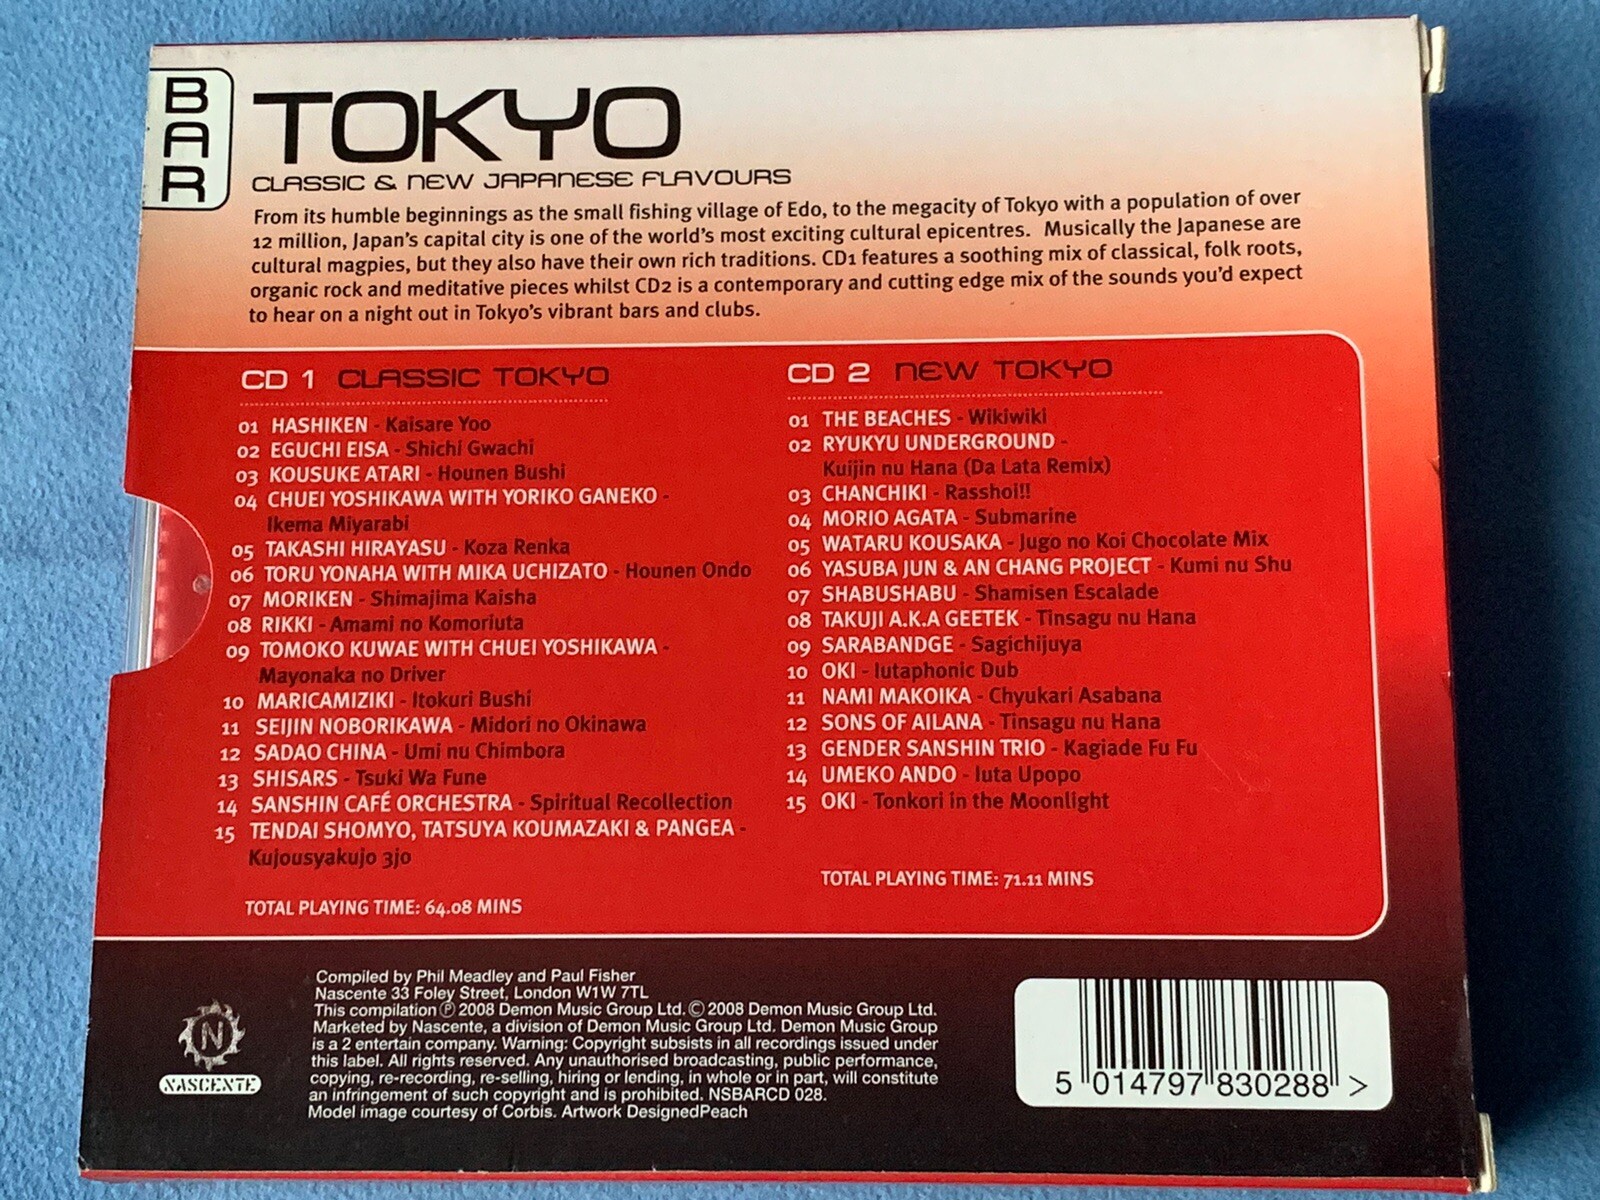 BAR
TOKYO
CLASSIC & NEW JAPANESE FLAVOURS
From its humble beginnings as the small fishing village of Edo, to the megacity of Tokyo with a population of over
12 million, Japan's capital city is one of the world's most exciting cultural epicentres. Musically the Japanese are
cultural magpies, but they also have their own rich traditions. CD1 features a soothing mix of classical, folk roots,
organic rock and meditative pieces whilst CD2 is a contemporary and cutting edge mix of the sounds you'd expect
to hear on a night out in Tokyo's vibrant bars and clubs.
CD 1 CLASSIC TOKYO
01 HASHIKEN - Kaisare Yoo
02 EGUCHI EISA - Shichi Gwachi
03 KOUSUKE ATARI - Hounen Bushi
04 CHUEI YOSHIKAWA WITH YORIKO GANEKO -
Ikema Miyarabi
05 TAKASHI HIRAYASU - Koza Renka
06 TORU YONAHA WITH MIKA UCHIZATO - Hounen Ondo
07 MORIKEN - Shimajima Kaisha
08 RIKKI - Amami no Komoriuta
09 TOMOKO KUWAE WITH CHUEI YOSHIKAWA -
Mayonaka no Driver
10 MARICAMIZIKI - Itokuri Bushi
11 SEIJIN NOBORIKAWA - Midori no Okinawa
12 SADAO CHINA - Umi nu Chimbora
13 SHISARS - Tsuki Wa Fune
14 SANSHIN CAFÉ ORCHESTRA - Spiritual Recollection
15 TENDAI SHOMYO, TATSUYA KOUMAZAKI & PANGEA -
Kujousyakujo 3jo
TOTAL PLAYING TIME: 64.08 MINS
CD 2 NEW TOKYO
01 THE BEACHES - Wikiwiki
02 RYUKYU UNDERGROUND -
Kuijin nu Hana (Da Lata Remix)
03 CHANCHIKI - Rasshoi!!
04 MORIO AGATA - Submarine
05 WATARU KOUSAKA - Jugo no Koi Chocolate Mix
06 YASUBA JUN & AN CHANG PROJECT - Kumi nu Shu
07 SHABUSHABU - Shamisen Escalade
08 TAKUJI A.K.A GEETEK - Tinsagu nu Hana
09 SARABANDGE - Sagichijuya
10 OKI - Iutaphonic Dub
11 NAMI MAKOIKA - Chyukari Asabana
12 SONS OF AILANA - Tinsagu nu Hana
13 GENDER SANSHIN TRIO - Kagiade Fu Fu
14 UMEKO ANDO - Iuta Upopo
15 OKI - Tonkori in the Moonlight
TOTAL PLAYING TIME: 71.11 MINS
N
NASCENTE
Compiled by Phil Meadley and Paul Fisher
Nascente 33 Foley Street, London W1W 7TL
This compilation Ⓟ 2008 Demon Music Group Ltd. © 2008 Demon Music Group Ltd.
Marketed by Nascente, a division of Demon Music Group Ltd. Demon Music Group
is a 2 entertain company. Warning: Copyright subsists in all recordings issued under
this label. All rights reserved. Any unauthorised broadcasting, public performance,
copying, re-recording, re-selling, hiring or lending, in whole or in part, will constitute
an infringement of such copyright and is prohibited. NSBARCD 028.
Model image courtesy of Corbis. Artwork DesignedPeach
5 014797 830288 >